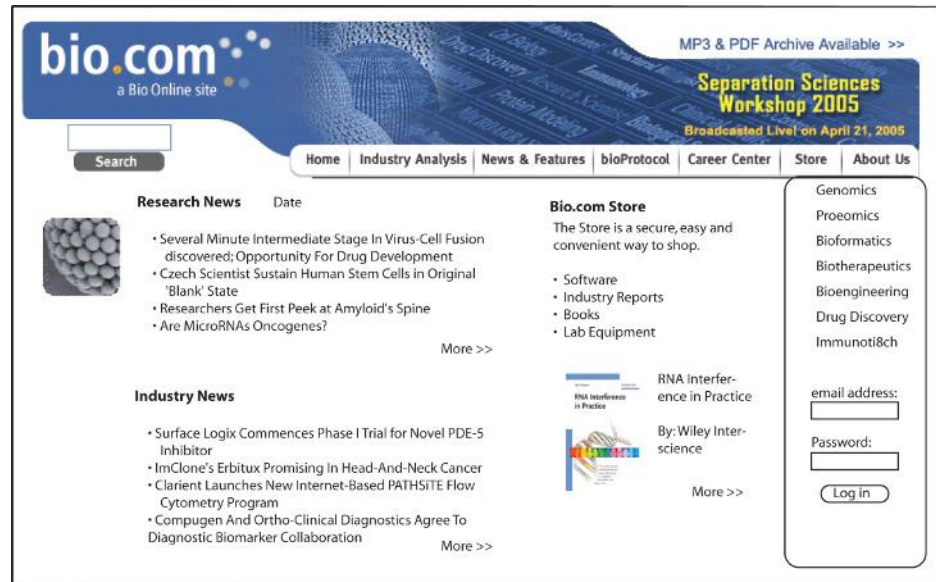 bio.com
a Bio Online site
MP3 & PDF Archive Available >>
Separation Sciences
Workshop 2005
Broadcasted Live! on April 21, 2005
Search
Home Industry Analysis News & Features bioProtocol Career Center Store About Us
Research News Date
• Several Minute Intermediate Stage In Virus-Cell Fusion
discovered; Opportunity For Drug Development
• Czech Scientist Sustain Human Stem Cells in Original
'Blank' State
• Researchers Get First Peek at Amyloid's Spine
• Are MicroRNAs Oncogenes?
More >>
Industry News
• Surface Logix Commences Phase I Trial for Novel PDE-5
Inhibitor
• ImClone's Erbitux Promising In Head-And-Neck Cancer
• Clarient Launches New Internet-Based PATHSiTE Flow
Cytometry Program
• Compugen And Ortho-Clinical Diagnostics Agree To
Diagnostic Biomarker Collaboration
More >>
Bio.com Store
The Store is a secure, easy and
convenient way to shop.
• Software
• Industry Reports
• Books
• Lab Equipment
RNA Interference
in Practice
RNA Interfer-
ence in Practice
By: Wiley Inter-
science
More >>
Genomics
Proeomics
Bioformatics
Biotherapeutics
Bioengineering
Drug Discovery
Immunoti8ch
email address:
Password:
Log in